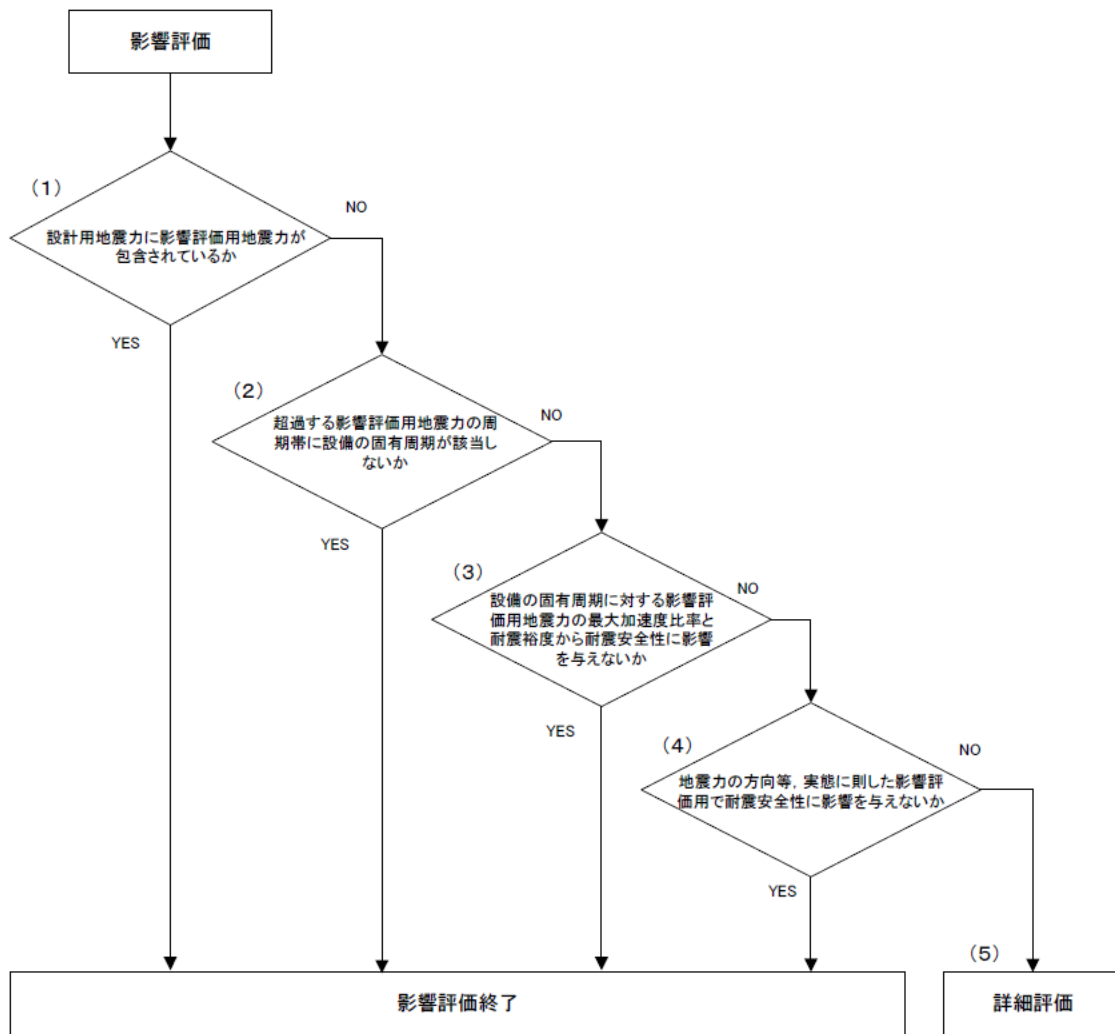 影響評価
(1)
NO
設計用地震力に影響評価用地震力が
包含されているか
YES
(2)
NO
超過する影響評価用地震力の周
期帯に設備の固有周期が該当し
ないか
YES
(3)
NO
設備の固有周期に対する影響評
価用地震力の最大加速度比率と
耐震裕度から耐震安全性に影響
を与えないか
YES
(4)
NO
地震力の方向等，実態に則した影響評
価用で耐震安全性に影響を与えないか
YES
(5)
影響評価終了
詳細評価